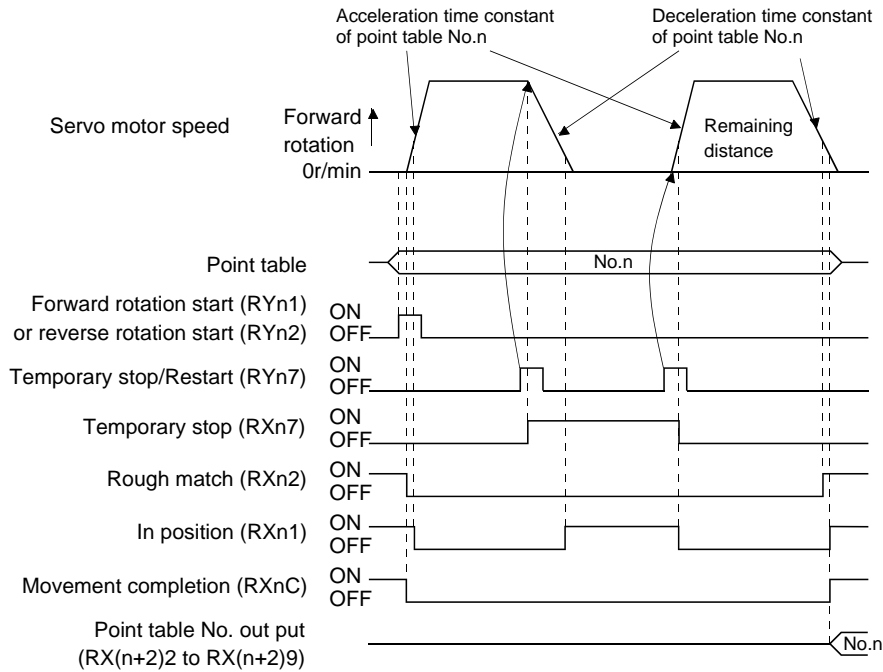 Acceleration time constant
of point table No.n
Deceleration time constant
of point table No.n
Servo motor speed
Forward
rotation
0r/min
Remaining
distance
Point table
No.n
Forward rotation start (RYn1)
or reverse rotation start (RYn2)
ON
OFF
Temporary stop/Restart (RYn7)
ON
OFF
Temporary stop (RXn7)
ON
OFF
Rough match (RXn2)
ON
OFF
In position (RXn1)
ON
OFF
Movement completion (RXnC)
ON
OFF
Point table No. out put
(RX(n+2)2 to RX(n+2)9)
No.n